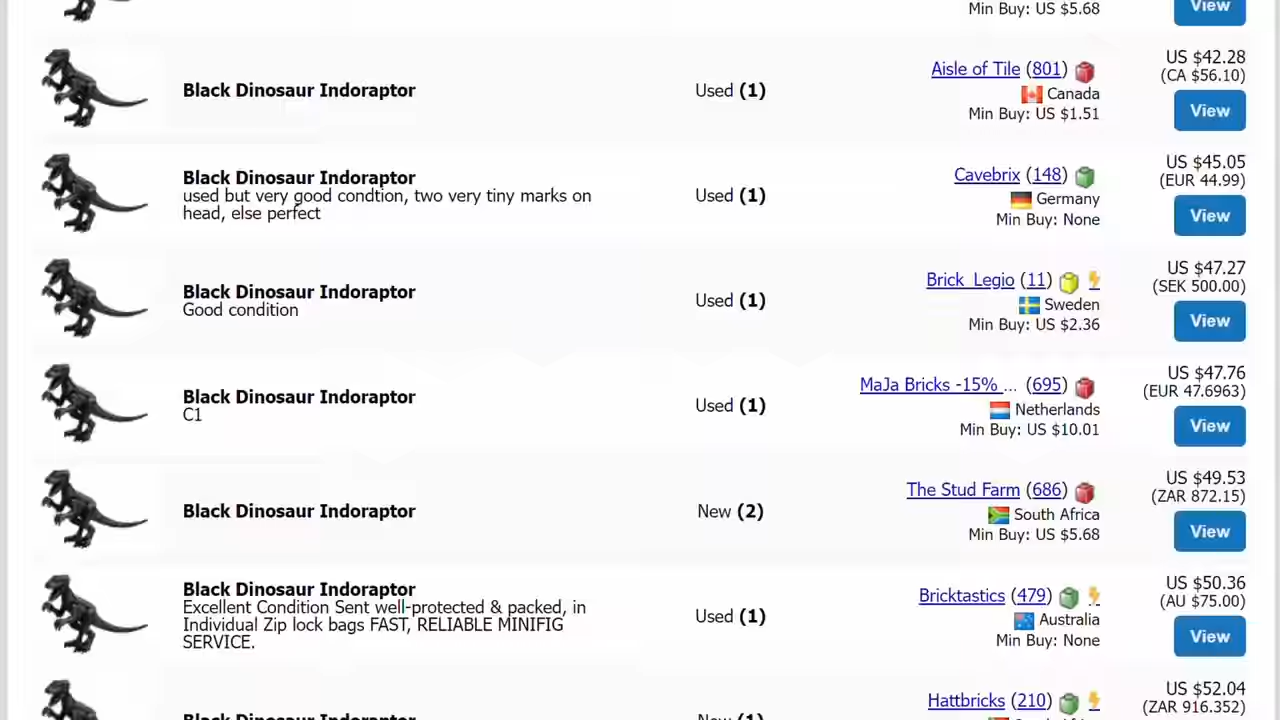 Min Buy: US $5.68
View
Black Dinosaur Indoraptor
Used (1)
Aisle of Tile (801)
Canada
Min Buy: US $1.51
US $42.28
(CA $56.10)
View
Black Dinosaur Indoraptor
used but very good condtion, two very tiny marks on
head, else perfect
Used (1)
Cavebrix (148)
Germany
Min Buy: None
US $45.05
(EUR 44.99)
View
Black Dinosaur Indoraptor
Good condition
Used (1)
Brick_Legio (11)
Sweden
Min Buy: US $2.36
US $47.27
(SEK 500.00)
View
Black Dinosaur Indoraptor
C1
Used (1)
MaJa Bricks -15% ... (695)
Netherlands
Min Buy: US $10.01
US $47.76
(EUR 47.6963)
View
Black Dinosaur Indoraptor
New (2)
The Stud Farm (686)
South Africa
Min Buy: US $5.68
US $49.53
(ZAR 872.15)
View
Black Dinosaur Indoraptor
Excellent Condition Sent well-protected & packed, in
Individual Zip lock bags FAST, RELIABLE MINIFIG
SERVICE.
Used (1)
Bricktastics (479)
Australia
Min Buy: None
US $50.36
(AU $75.00)
View
Black Dinosaur Indoraptor
New (1)
Hattbricks (210)
US $52.04
(ZAR 916.352)